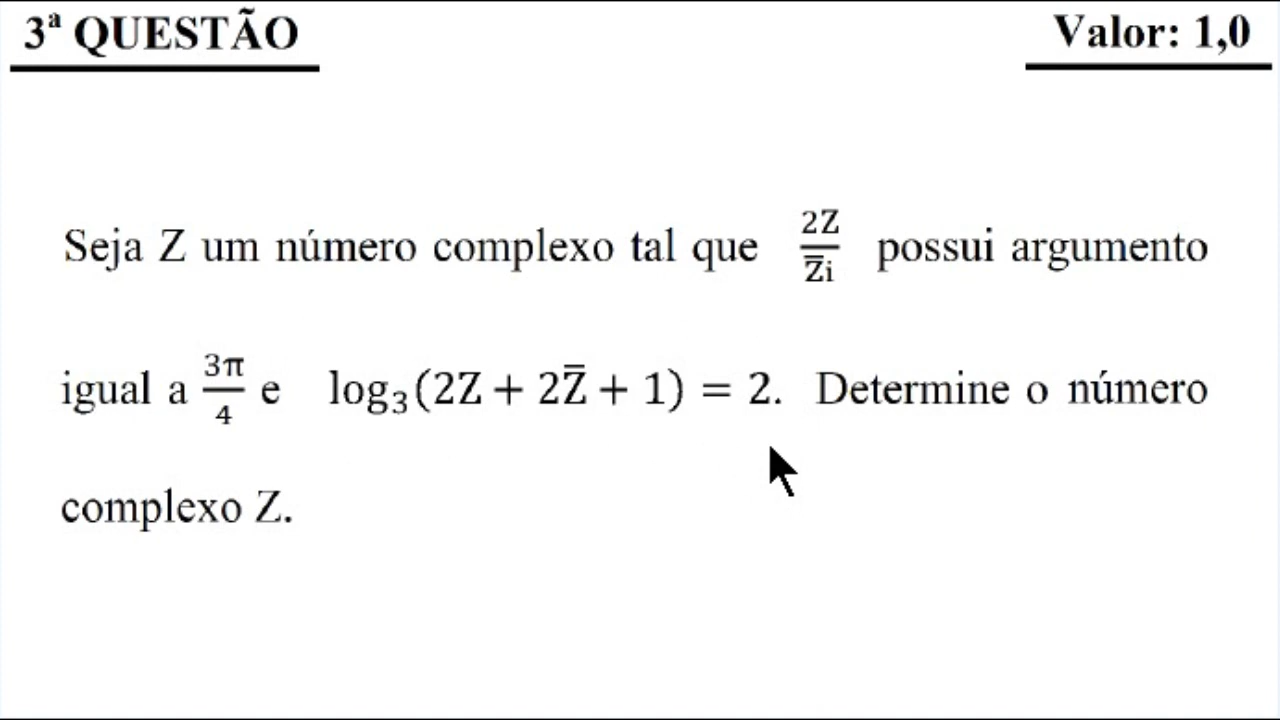 3ª QUESTÃO Valor: 1,0
Seja Z um número complexo tal que 2Z/Z̅i possui argumento
igual a 3π/4 e log₃(2Z + 2Z̅ + 1) = 2. Determine o número
complexo Z.